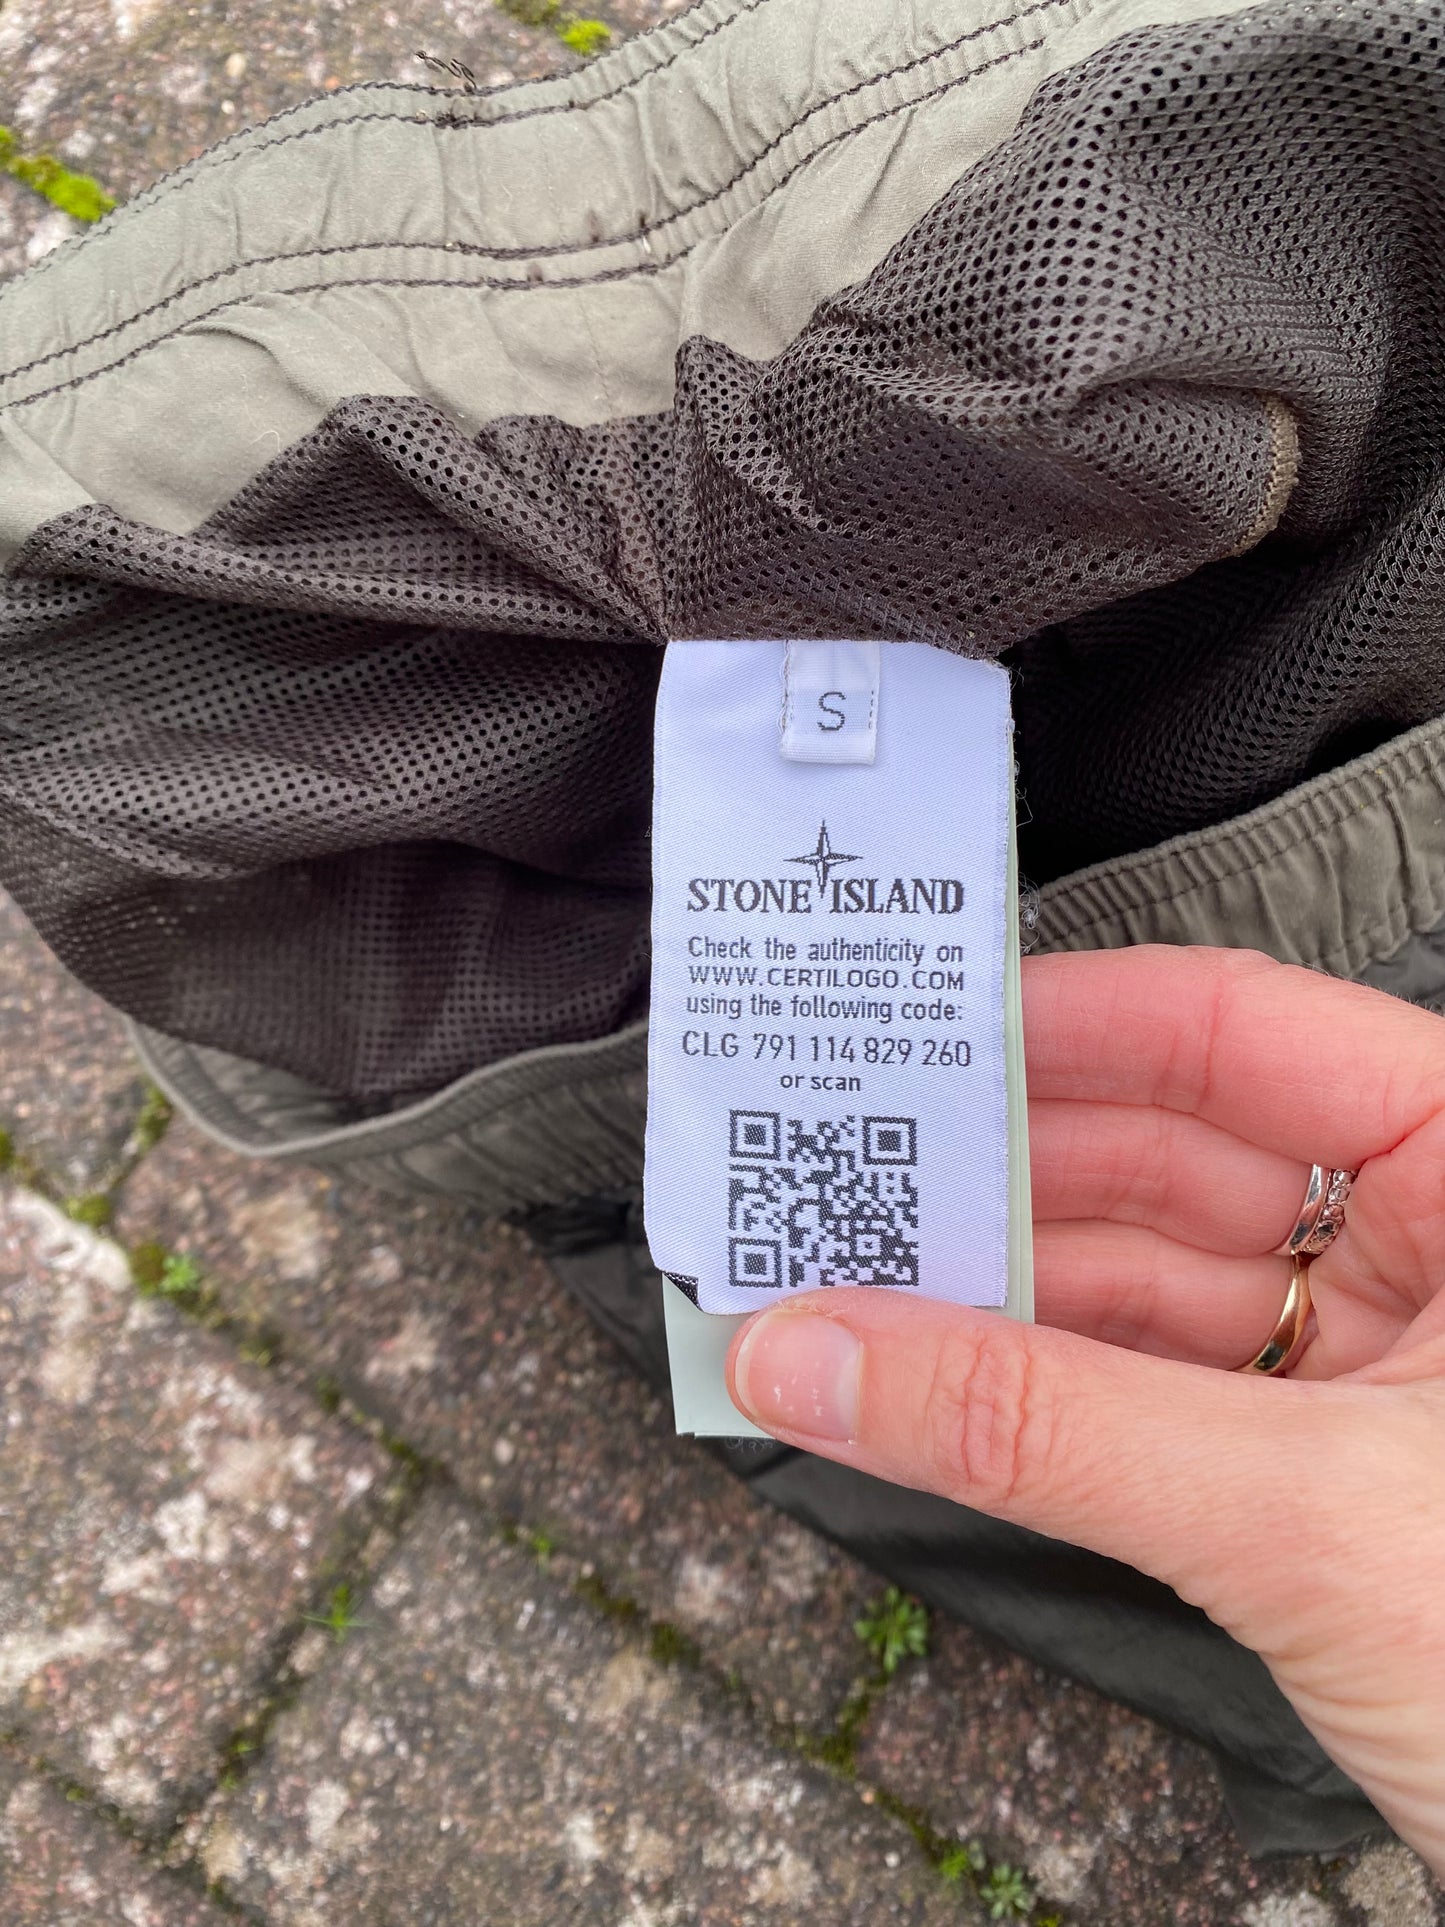 S
STONE ISLAND
Check the authenticity on
WWW.CERTILOGO.COM
using the following code:
CLG 791 114 829 260
or scan